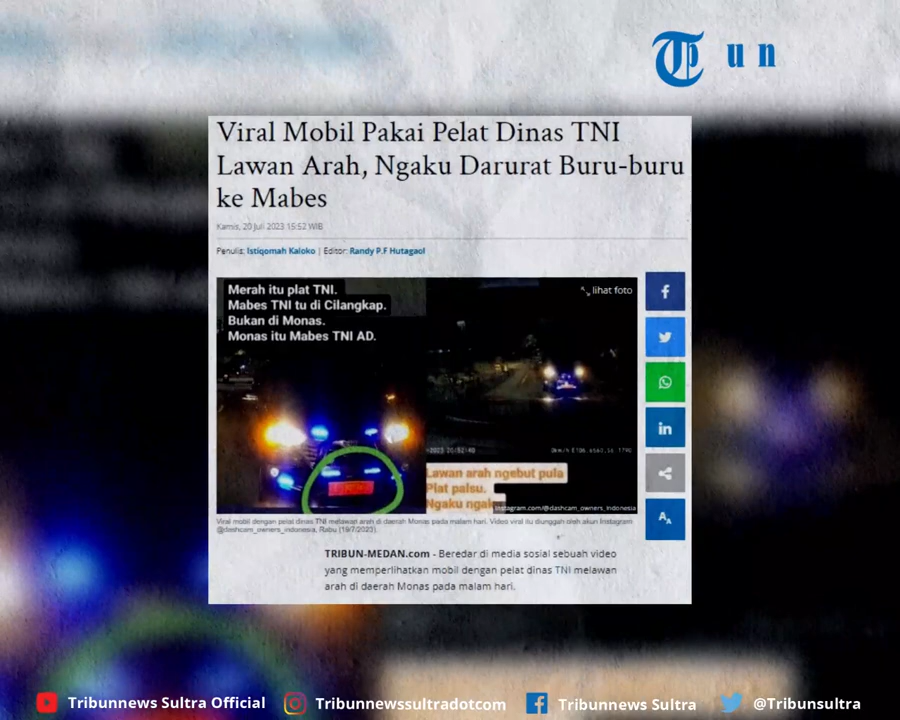 T un
Viral Mobil Pakai Pelat Dinas TNI
Lawan Arah, Ngaku Darurat Buru-buru
ke Mabes
Kamis, 20 Juli 2023 15:52 WIB
Penulis: Istiqomah Kaloko | Editor: Randy P.F Hutagaol
Merah itu plat TNI.
Mabes TNI tu di Cilangkap.
Bukan di Monas.
Monas itu Mabes TNI AD.
lihat foto
Lawan arah ngebut pula
Plat palsu.
Ngaku ngak
instagram.com/@dashcam_owners_indonesia
Viral mobil dengan pelat dinas TNI melawan arah di daerah Monas pada malam hari. Video viral itu diunggah oleh akun Instagram
@dashcam_owners_indonesia, Rabu (19/7/2023).
TRIBUN-MEDAN.com - Beredar di media sosial sebuah video
yang memperlihatkan mobil dengan pelat dinas TNI melawan
arah di daerah Monas pada malam hari.
Tribunnews Sultra Official
Tribunnewssultradotcom
Tribunnews Sultra
@Tribunsultra